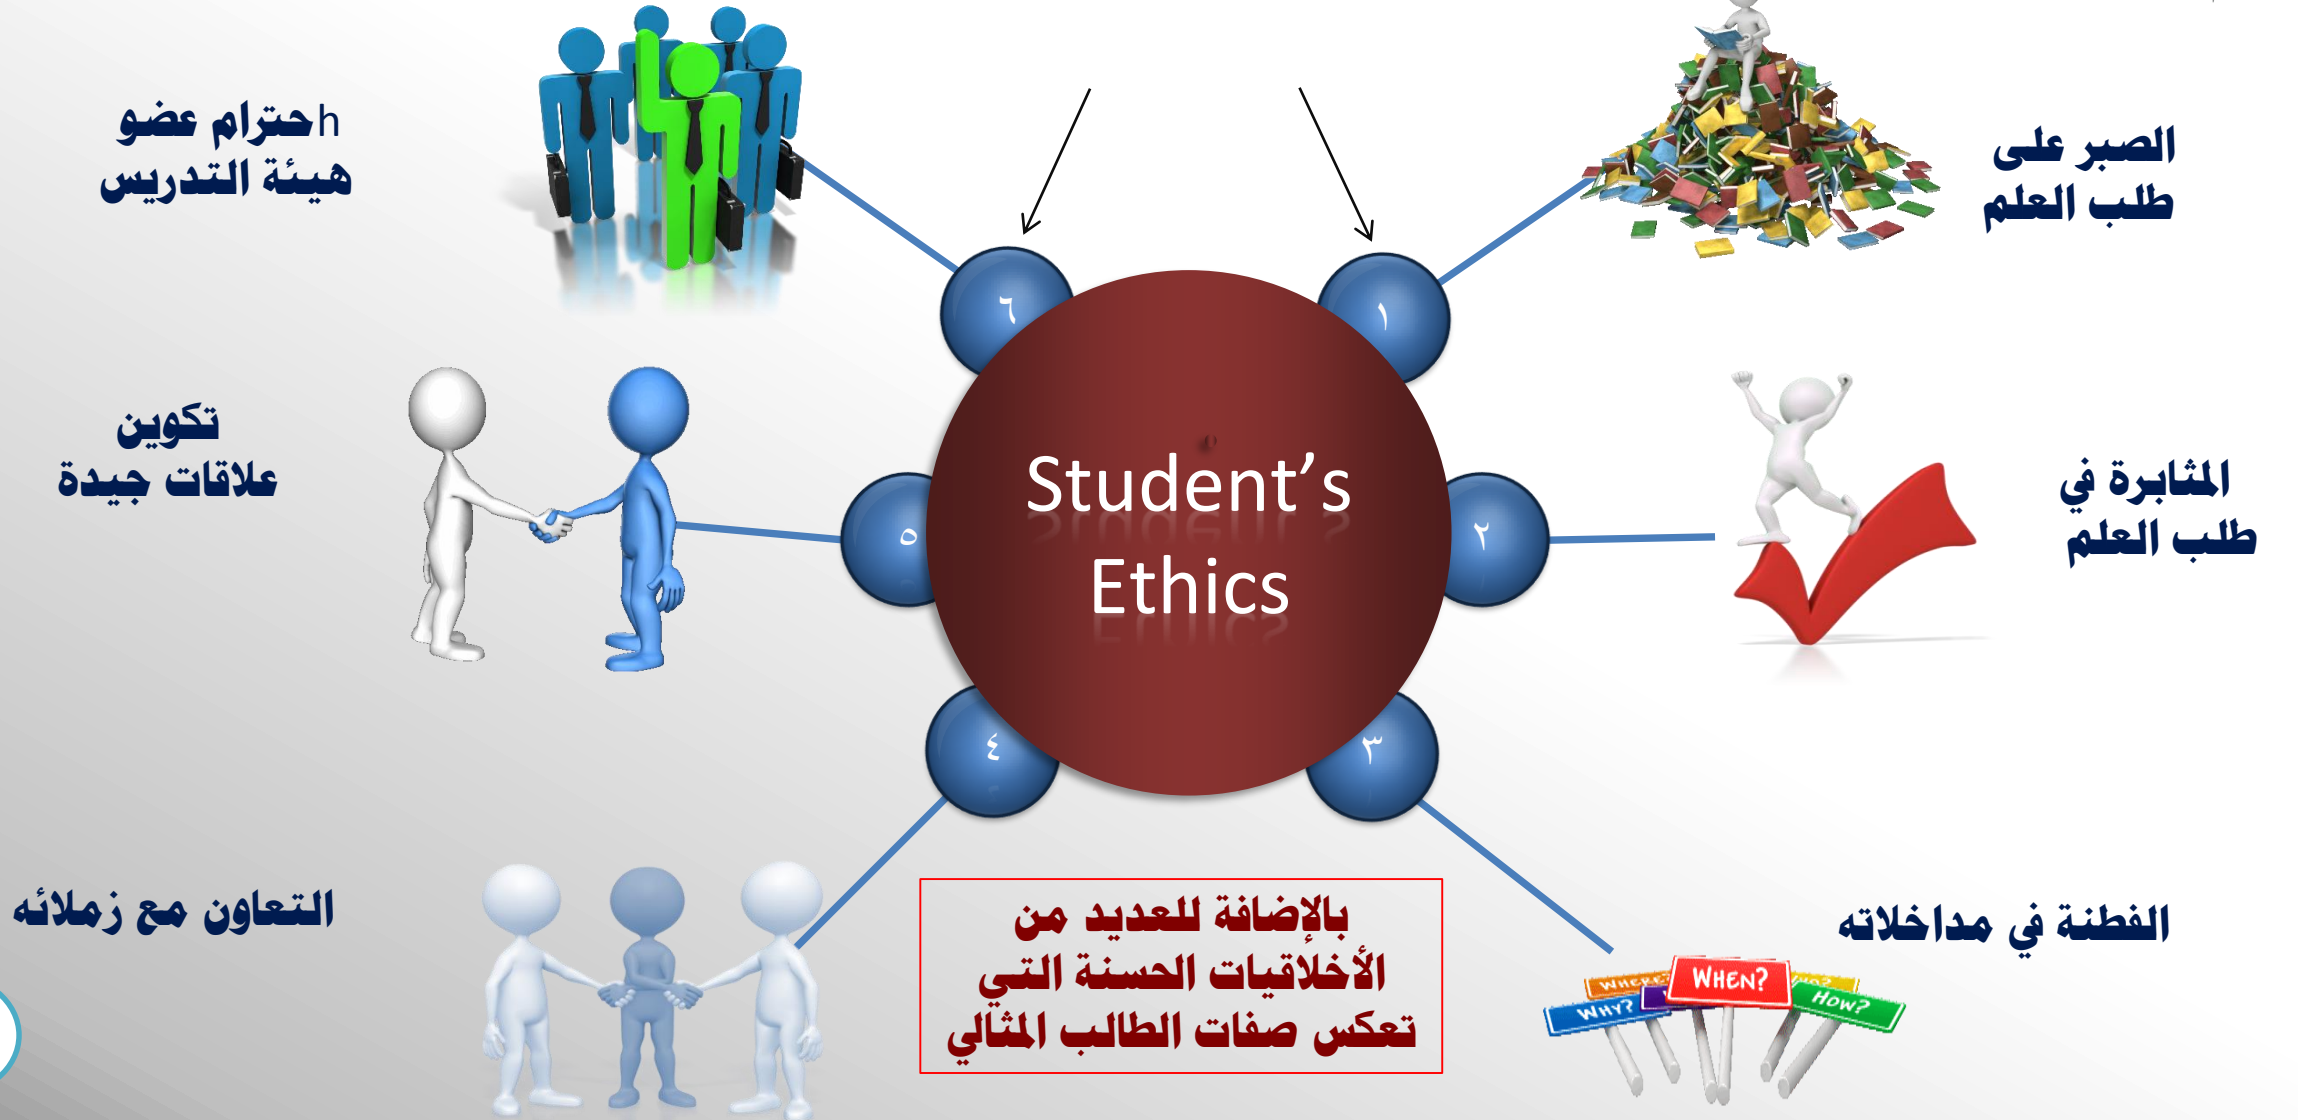 Student’s
Ethics
١
الصبر على
طلب العلم
٢
المثابرة في
طلب العلم
٣
الفطنة في مداخلاته
WHERE?
WHEN?
WHY?
HOW?
٤
التعاون مع زملائه
٥
تكوين
علاقات جيدة
٦
hحترام عضو
هيئة التدريس
بالإضافة للعديد من
الأخلاقيات الحسنة التي
تعكس صفات الطالب المثالي